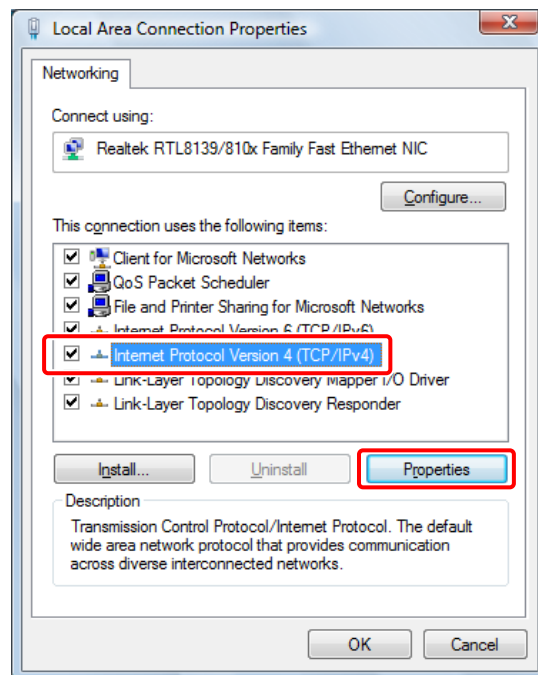 Local Area Connection Properties
X
Networking
Connect using:
Realtek RTL8139/810x Family Fast Ethernet NIC
Configure...
This connection uses the following items:
Client for Microsoft Networks
QoS Packet Scheduler
File and Printer Sharing for Microsoft Networks
Internet Protocol Version 6 (TCP/IPv6)
Internet Protocol Version 4 (TCP/IPv4)
Link-Layer Topology Discovery Mapper I/O Driver
Link-Layer Topology Discovery Responder
Install... Uninstall Properties
Description
Transmission Control Protocol/Internet Protocol. The default
wide area network protocol that provides communication
across diverse interconnected networks.
OK Cancel